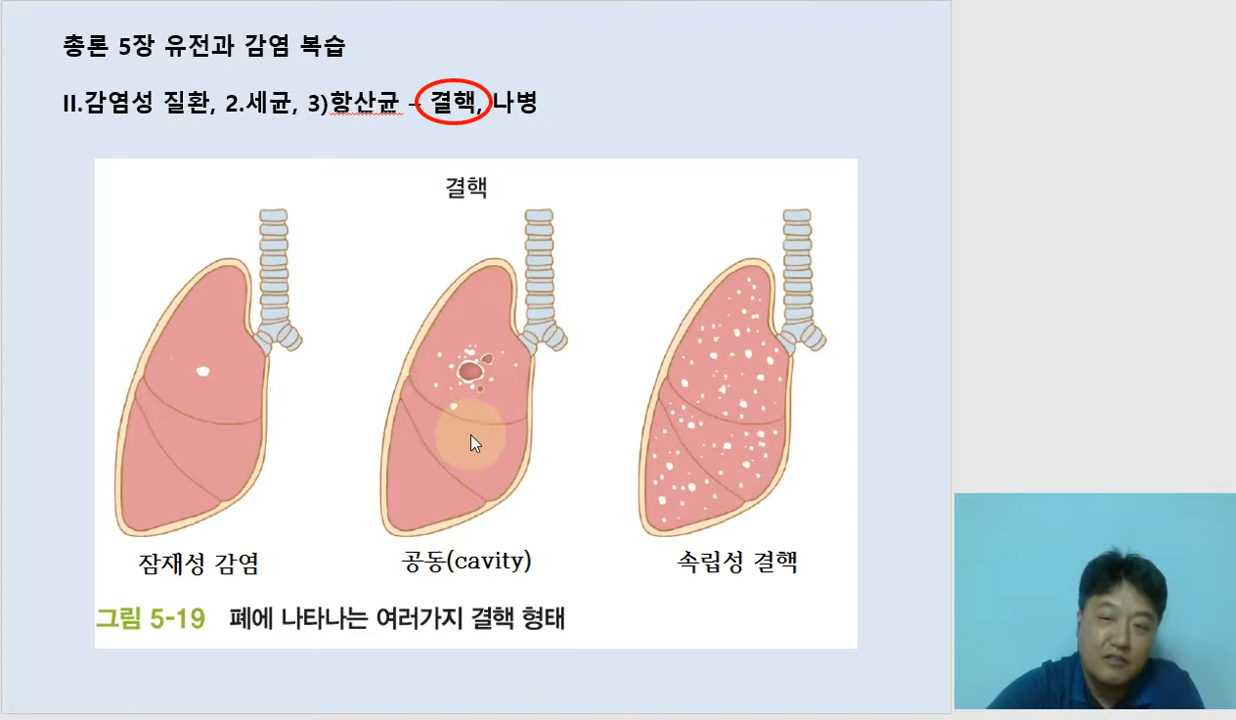 총론 5장 유전과 감염 복습
II.감염성 질환, 2.세균, 3)항산균 – 결핵, 나병
결핵
잠재성 감염
공동(cavity)
속립성 결핵
그림 5-19 폐에 나타나는 여러가지 결핵 형태